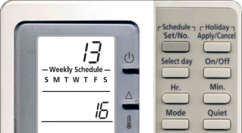 13
Weekly Schedule
S M T W T F S
16
Schedule
Set/No.
Holiday
Apply/Cancel
Select day
On/Off
Hr.
Min.
Mode
Quiet